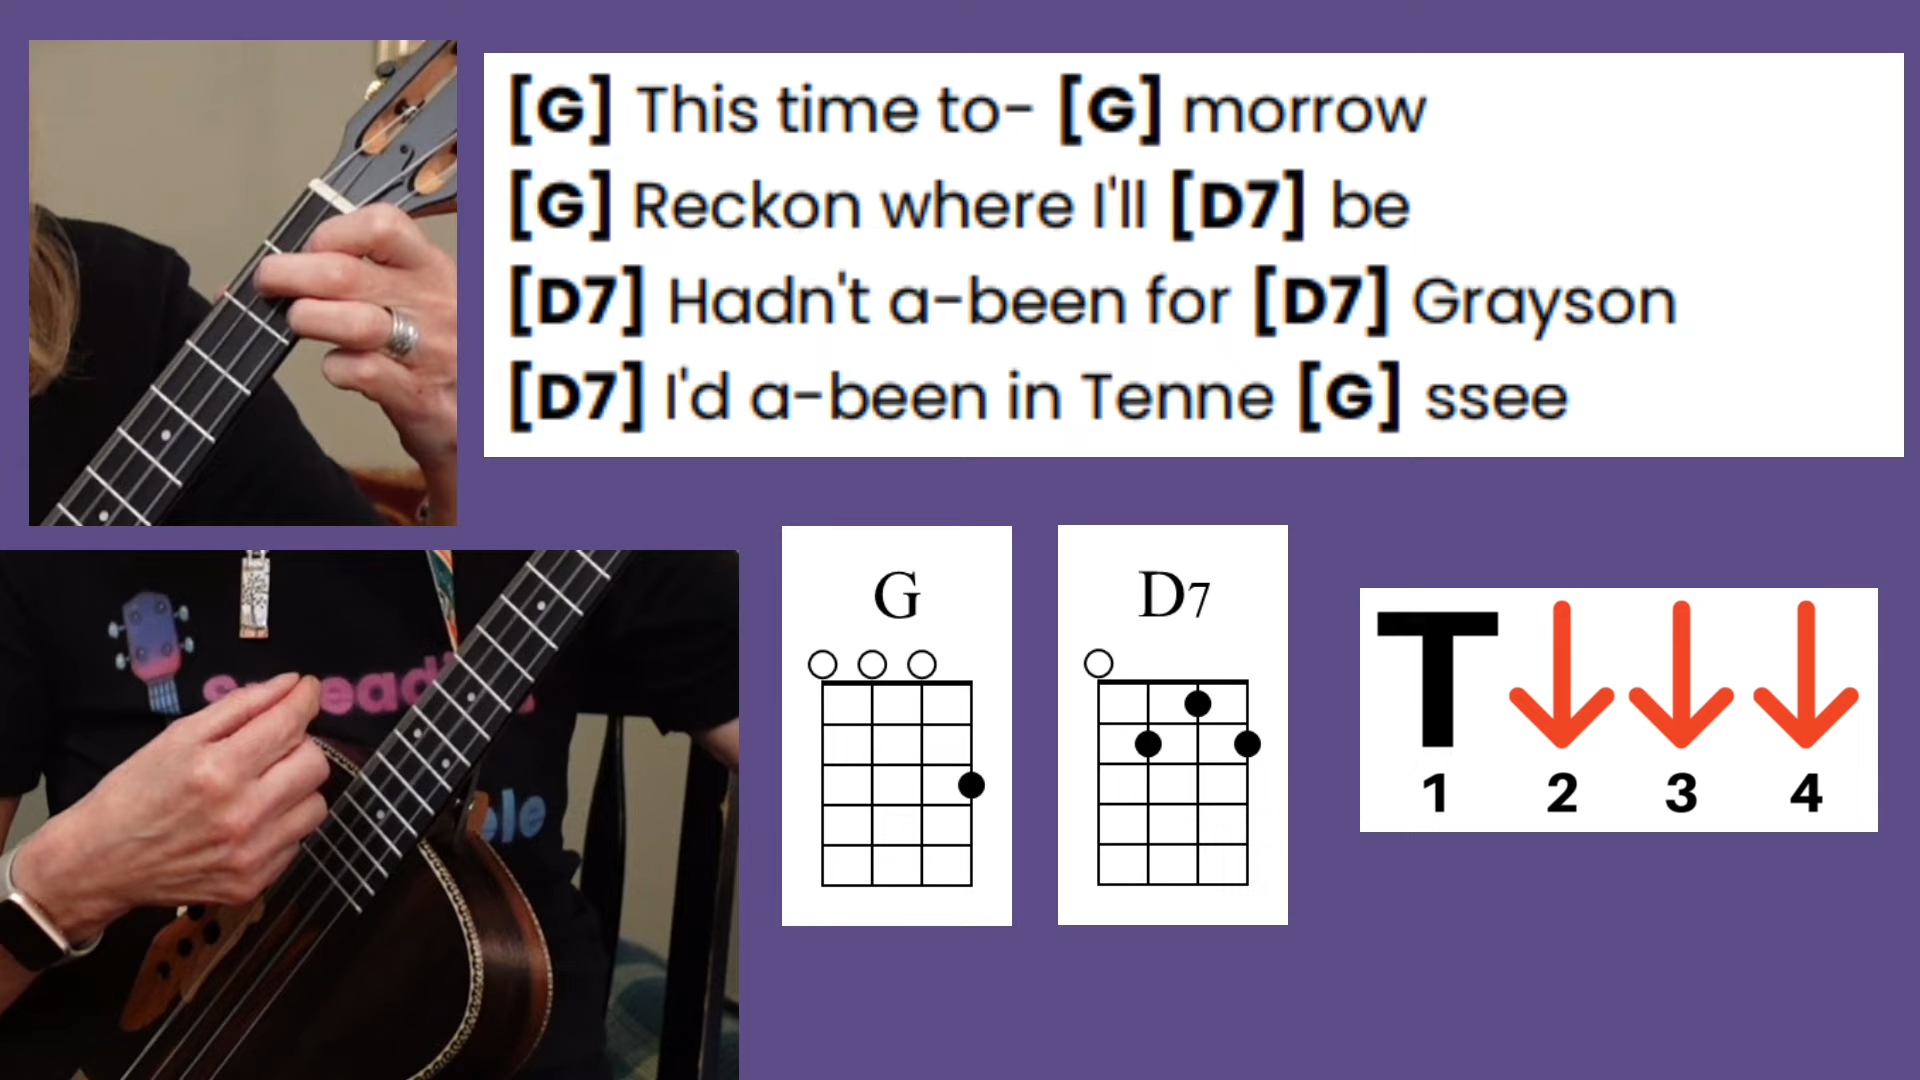 [G] This time to- [G] morrow
[G] Reckon where I'll [D7] be
[D7] Hadn't a-been for [D7] Grayson
[D7] I'd a-been in Tenne [G] ssee
G
D7
T
1 2 3 4